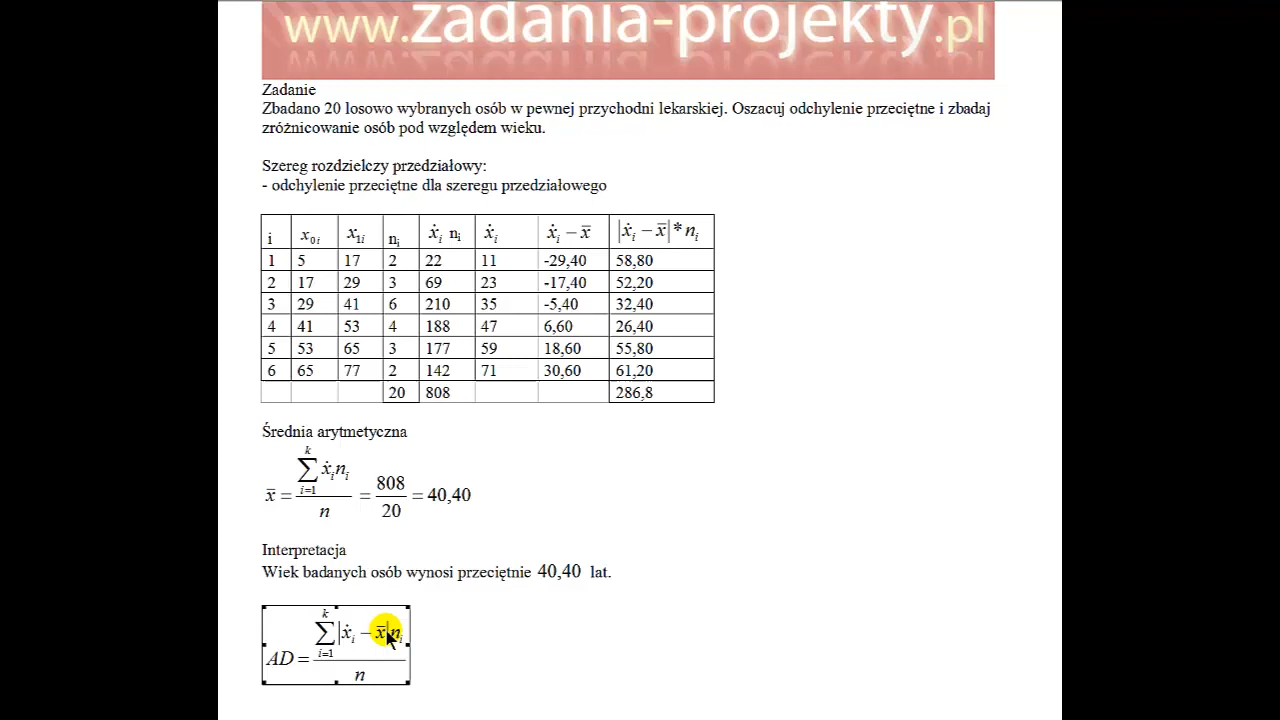 www.zadania-projekty.pl
Zadanie
Zbadano 20 losowo wybranych osób w pewnej przychodni lekarskiej. Oszacuj odchylenie przeciętne i zbadaj
zróżnicowanie osób pod względem wieku.
Szereg rozdzielczy przedziałowy:
- odchylenie przeciętne dla szeregu przedziałowego
i x₀ᵢ x₁ᵢ nᵢ ẋᵢ nᵢ ẋᵢ ẋᵢ − x̄ |ẋᵢ − x̄| * nᵢ
1 5 17 2 22 11 -29,40 58,80
2 17 29 3 69 23 -17,40 52,20
3 29 41 6 210 35 -5,40 32,40
4 41 53 4 188 47 6,60 26,40
5 53 65 3 177 59 18,60 55,80
6 65 77 2 142 71 30,60 61,20
20 808 286,8
Średnia arytmetyczna
x̄ = ∑ᵢ₌₁ᵏ ẋᵢnᵢ / n = 808 / 20 = 40,40
Interpretacja
Wiek badanych osób wynosi przeciętnie 40,40 lat.
AD = ∑ᵢ₌₁ᵏ |ẋᵢ − x̄| nᵢ / n